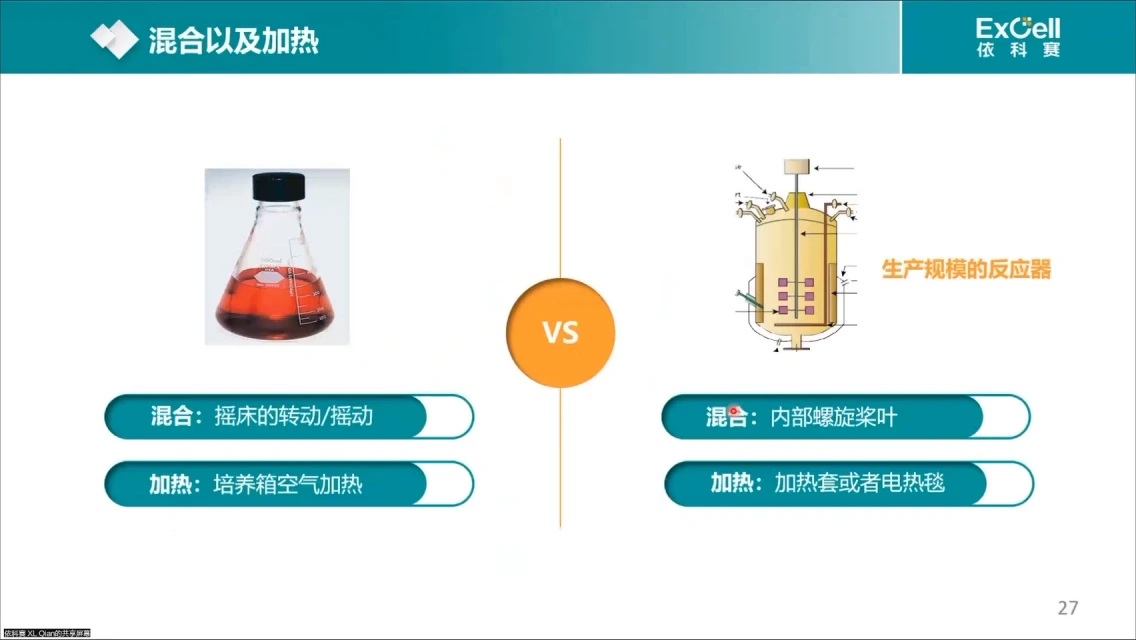 混合以及加热
ExCell
依科赛
VS
生产规模的反应器
混合：摇床的转动/摇动
加热：培养箱空气加热
混合：内部螺旋桨叶
加热：加热套或者电热毯
27
依科赛 XL Qian的共享屏幕